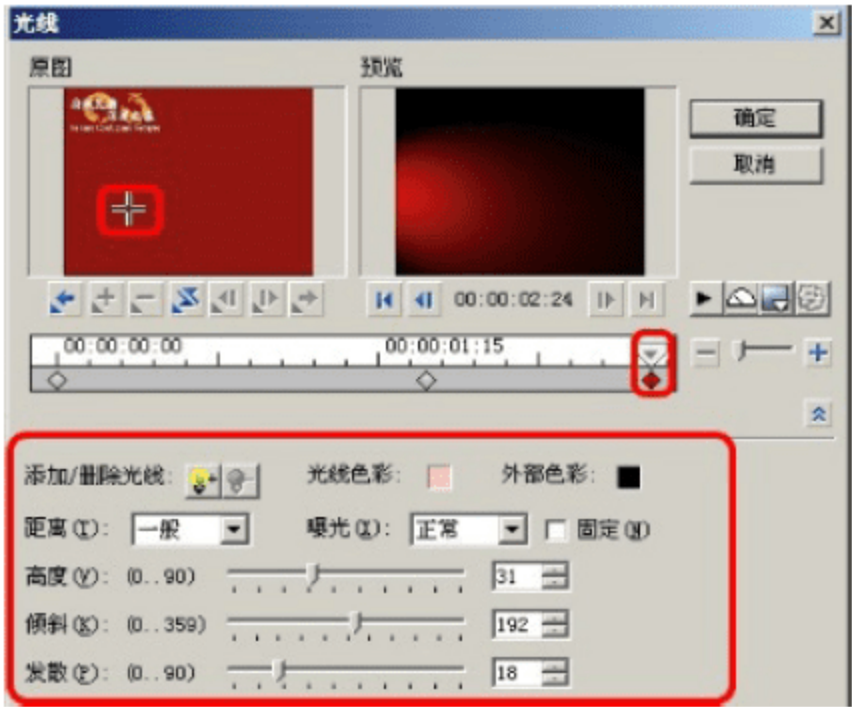 光线
原图 预览
确定
取消
00:00:02:24
00:00:00:00 00:00:01:15
添加/删除光线: 光线色彩: 外部色彩:
距离(T): 一般 曝光(X): 正常 固定(N)
高度(V): (0..90) 31
倾斜(K): (0..359) 192
发散(P): (0..90) 18